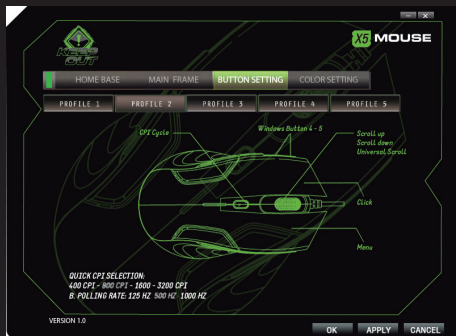 KEEP
OUT
X5 MOUSE
HOME BASE MAIN FRAME BUTTON SETTING COLOR SETTING
PROFILE 1 PROFILE 2 PROFILE 3 PROFILE 4 PROFILE 5
CPI Cycle
Windows Button 4 - 5
Scroll up
Scroll down
Universal Scroll
Click
Menu
QUICK CPI SELECTION:
400 CPI - 800 CPI - 1600 - 3200 CPI
B. POLLING RATE: 125 HZ 500 HZ 1000 HZ
VERSION 1.0
OK APPLY CANCEL